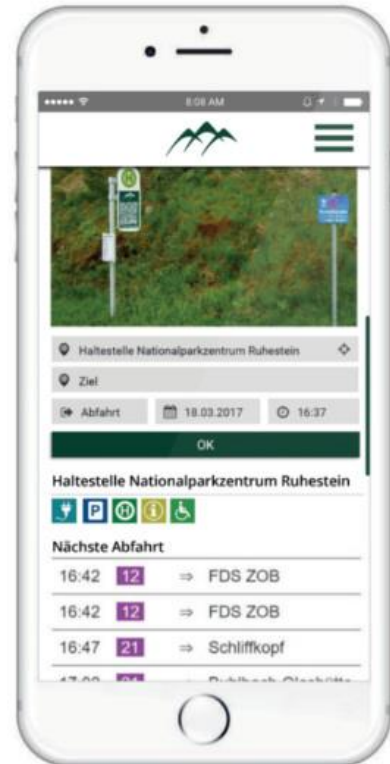 8:08 AM
H
Haltestelle Nationalparkzentrum Ruhestein
Ziel
Abfahrt 18.03.2017 16:37
OK
Haltestelle Nationalparkzentrum Ruhestein
P H i
Nächste Abfahrt
16:42 12 ⇒ FDS ZOB
16:42 12 ⇒ FDS ZOB
16:47 21 ⇒ Schliffkopf